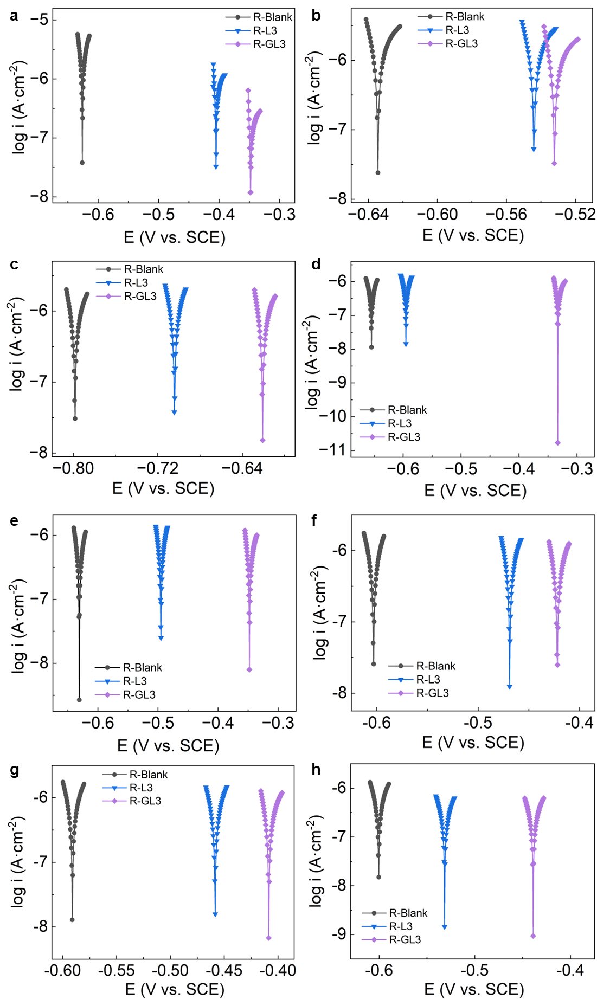 a
R-Blank
R-L3
R-GL3
−5
−6
−7
−8
log i (A·cm-2)
−0.6 −0.5 −0.4 −0.3
E (V vs. SCE)
b
R-Blank
R-L3
R-GL3
−6
−7
−8
log i (A·cm-2)
−0.64 −0.60 −0.56 −0.52
E (V vs. SCE)
c
R-Blank
R-L3
R-GL3
−6
−7
−8
log i (A·cm-2)
−0.80 −0.72 −0.64
E (V vs. SCE)
d
−6
−7
−8
−9
−10
−11
log i (A·cm-2)
R-Blank
R-L3
R-GL3
−0.6 −0.5 −0.4 −0.3
E (V vs. SCE)
e
−6
−7
−8
log i (A·cm-2)
R-Blank
R-L3
R-GL3
−0.6 −0.5 −0.4 −0.3
E (V vs. SCE)
f
-6
-7
-8
log i (A·cm-2)
R-Blank
R-L3
R-GL3
-0.6 -0.5 -0.4
E (V vs. SCE)
g
R-Blank
R-L3
R-GL3
-6
-7
-8
log i (A·cm-2)
-0.60 -0.55 -0.50 -0.45 -0.40
E (V vs. SCE)
h
-6
-7
-8
-9
log i (A·cm-2)
R-Blank
R-L3
R-GL3
-0.6 -0.5 -0.4
E (V vs. SCE)